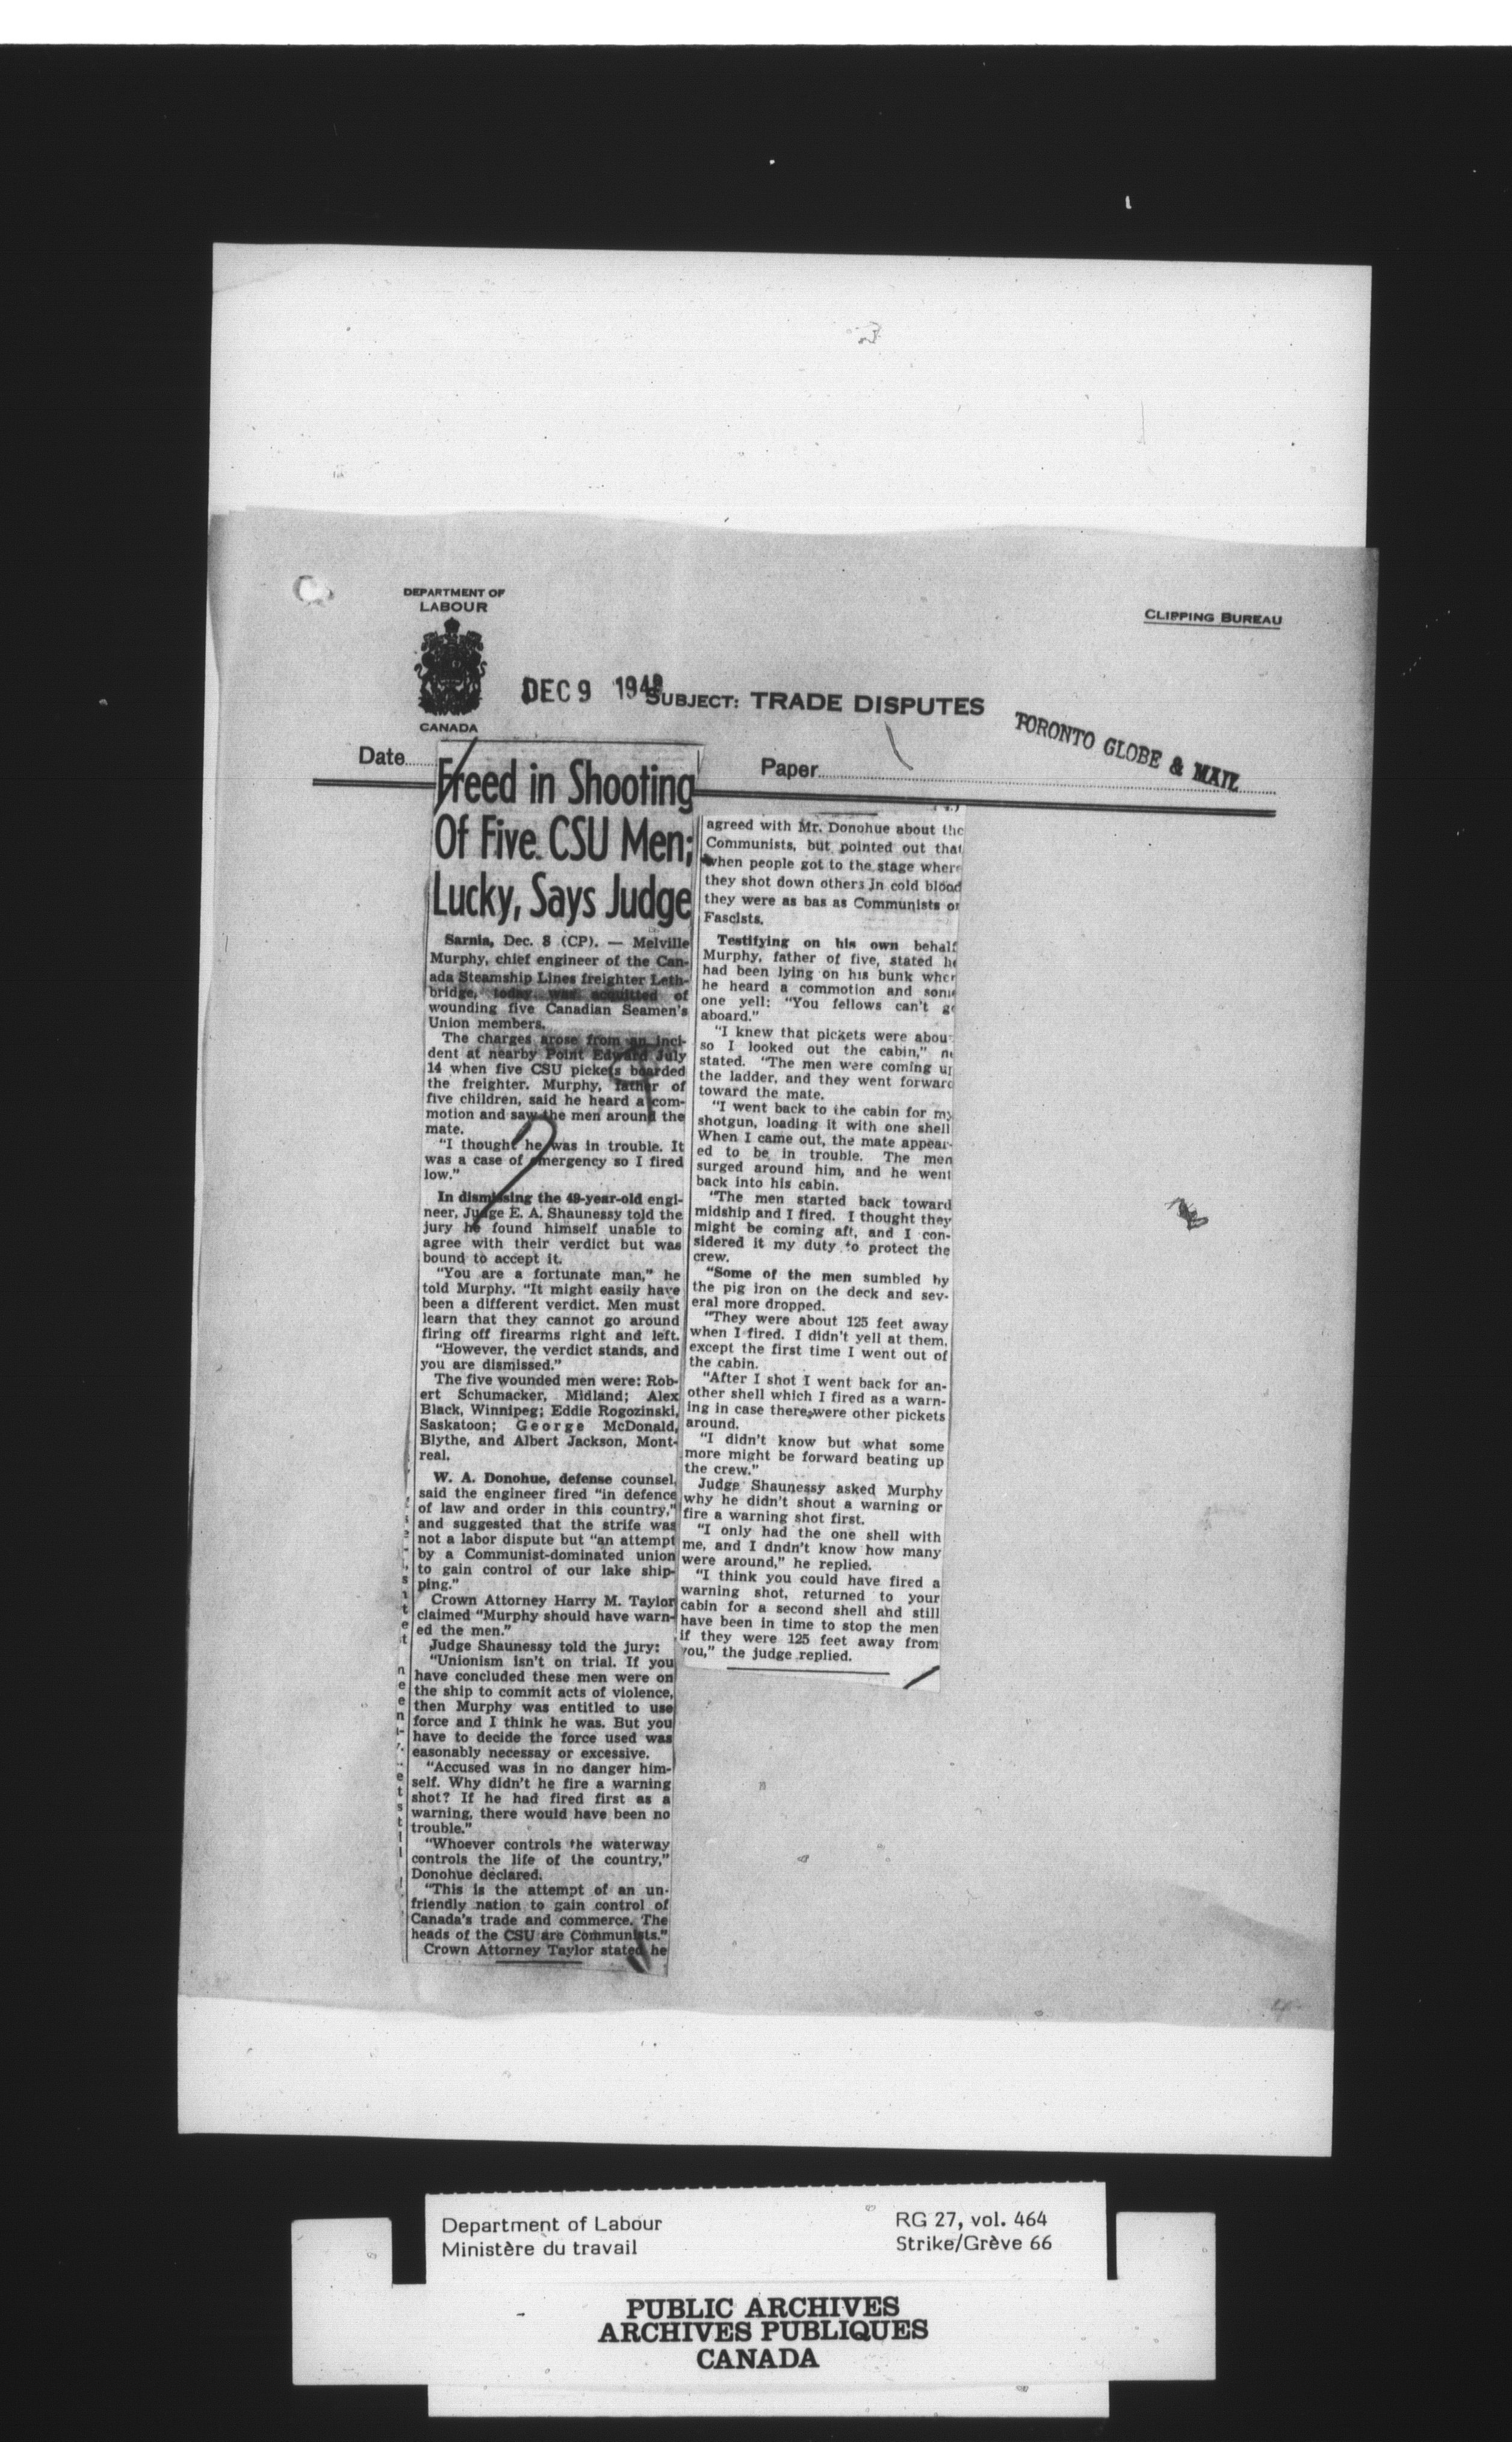 DEPARTMENT OF
LABOUR
CANADA
CLIPPING BUREAU
DEC 9 1948
SUBJECT: TRADE DISPUTES
TORONTO GLOBE & MAIL
Date
Paper
Freed in Shooting
Of Five CSU Men;
Lucky, Says Judge
Sarnia, Dec. 8 (CP). — Melville
Murphy, chief engineer of the Can-
ada Steamship Lines freighter Leth-
bridge, today was acquitted of
wounding five Canadian Seamen's
Union members.
The charges arose from an inci-
dent at nearby Point Edward July
14 when five CSU pickets boarded
the freighter. Murphy, father of
five children, said he heard a com-
motion and saw the men around the
mate.
"I thought he was in trouble. It
was a case of emergency so I fired
low."
In dismissing the 49-year-old engi-
neer, Judge E. A. Shaunessy told the
jury he found himself unable to
agree with their verdict but was
bound to accept it.
"You are a fortunate man," he
told Murphy. "It might easily have
been a different verdict. Men must
learn that they cannot go around
firing off firearms right and left.
"However, the verdict stands, and
you are dismissed."
The five wounded men were: Rob-
ert Schumacker, Midland; Alex
Black, Winnipeg; Eddie Rogozinski,
Saskatoon; George McDonald,
Blythe, and Albert Jackson, Mont-
real.
W. A. Donohue, defense counsel,
said the engineer fired "in defence
of law and order in this country,"
and suggested that the strife was
not a labor dispute but "an attempt
by a Communist-dominated union
to gain control of our lake ship-
ping."
Crown Attorney Harry M. Taylor
claimed "Murphy should have warn-
ed the men."
Judge Shaunessy told the jury:
"Unionism isn't on trial. If you
have concluded these men were on
the ship to commit acts of violence,
then Murphy was entitled to use
force and I think he was. But you
have to decide the force used was
easonably necessay or excessive.
"Accused was in no danger him-
self. Why didn't he fire a warning
shot? If he had fired first as a
warning, there would have been no
trouble."
"Whoever controls the waterway
controls the life of the country,"
Donohue declared.
"This is the attempt of an un-
friendly nation to gain control of
Canada's trade and commerce. The
heads of the CSU are Communists."
Crown Attorney Taylor stated he
agreed with Mr. Donohue about the
Communists, but pointed out that
when people got to the stage where
they shot down others in cold blood
they were as bas as Communists or
Fascists.
Testifying on his own behalf
Murphy, father of five, stated he
had been lying on his bunk when
he heard a commotion and some
one yell: "You fellows can't go
aboard."
"I knew that pickets were abou
so I looked out the cabin," he
stated. "The men were coming up
the ladder, and they went forward
toward the mate.
"I went back to the cabin for my
shotgun, loading it with one shell
When I came out, the mate appear-
ed to be in trouble. The men
surged around him, and he went
back into his cabin.
"The men started back toward
midship and I fired. I thought they
might be coming aft, and I con-
sidered it my duty to protect the
crew.
"Some of the men sumbled by
the pig iron on the deck and sev-
eral more dropped.
"They were about 125 feet away
when I fired. I didn't yell at them,
except the first time I went out of
the cabin.
"After I shot I went back for an-
other shell which I fired as a warn-
ing in case there were other pickets
around.
"I didn't know but what some
more might be forward beating up
the crew."
Judge Shaunessy asked Murphy
why he didn't shout a warning or
fire a warning shot first.
"I only had the one shell with
me, and I dndn't know how many
were around," he replied.
"I think you could have fired a
warning shot, returned to your
cabin for a second shell and still
have been in time to stop the men
if they were 125 feet away from
you," the judge replied.
Department of Labour
Ministère du travail
RG 27, vol. 464
Strike/Grève 66
PUBLIC ARCHIVES
ARCHIVES PUBLIQUES
CANADA